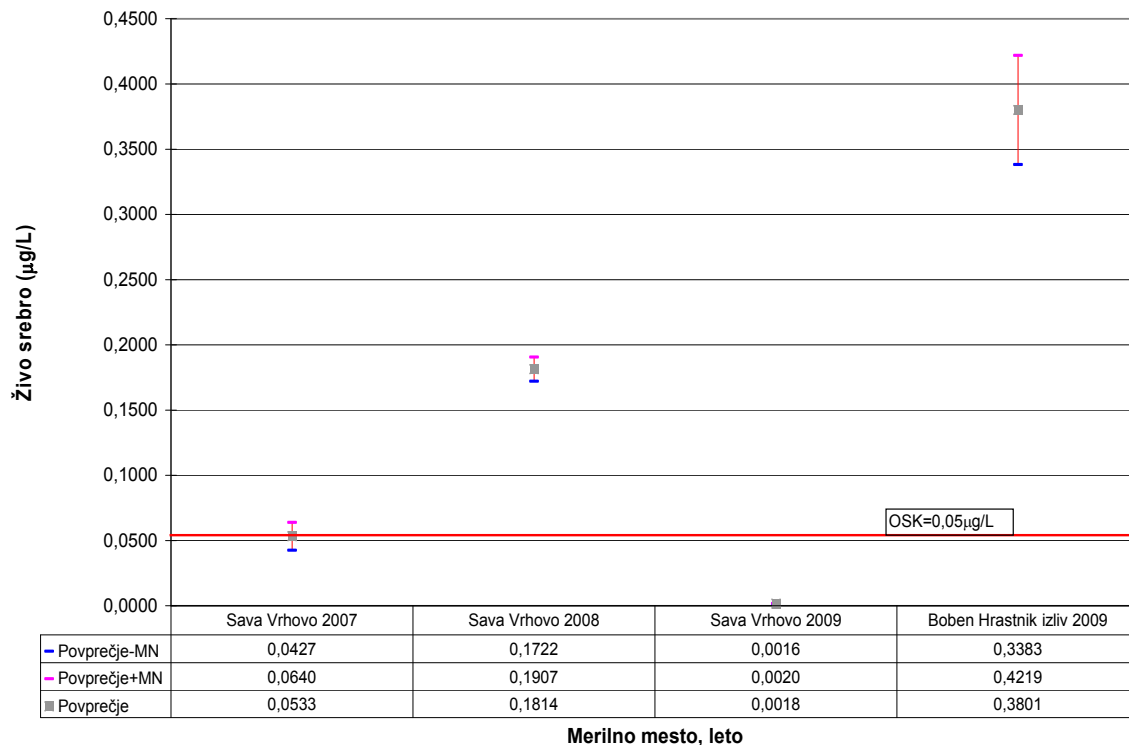 0,4500
0,4000
0,3500
0,3000
0,2500
0,2000
0,1500
0,1000
0,0500
0,0000
Živo srebro (µg/L)
OSK=0,05µg/L
Sava Vrhovo 2007 Sava Vrhovo 2008 Sava Vrhovo 2009 Boben Hrastnik izliv 2009
Povprečje-MN 0,0427 0,1722 0,0016 0,3383
Povprečje+MN 0,0640 0,1907 0,0020 0,4219
Povprečje 0,0533 0,1814 0,0018 0,3801
Merilno mesto, leto